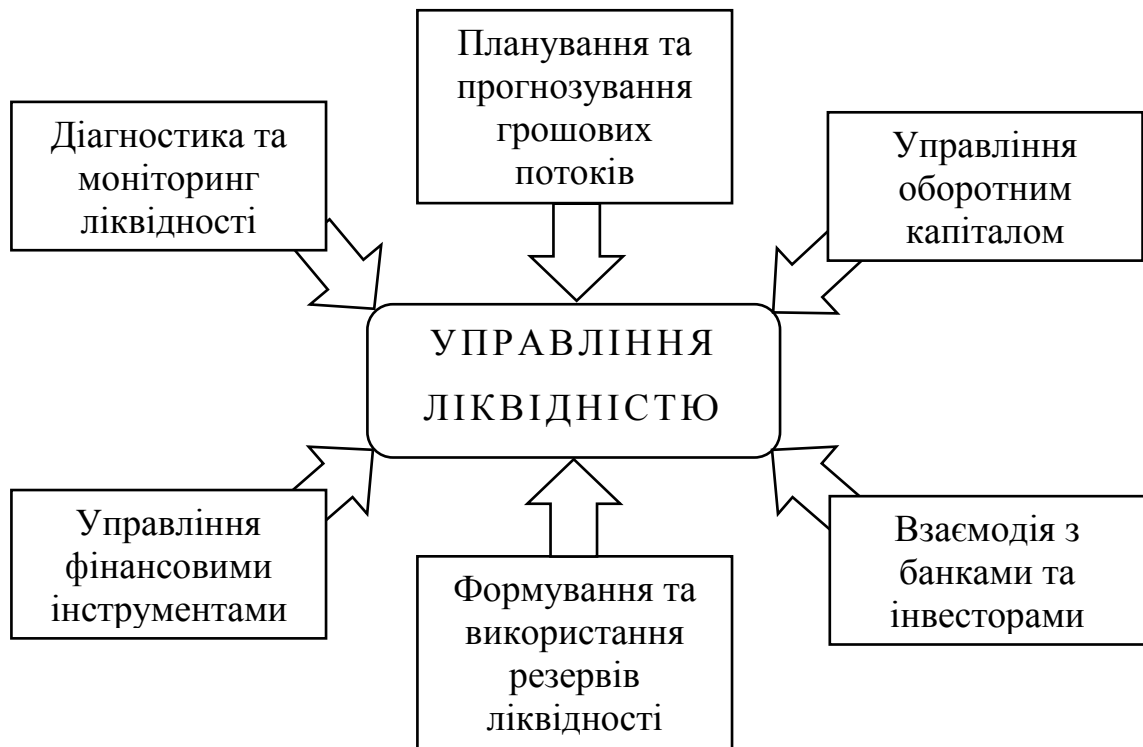 Планування та
прогнозування
грошових
потоків
Діагностика та
моніторинг
ліквідності
Управління
оборотним
капіталом
УПРАВЛІННЯ
ЛІКВІДНІСТЮ
Управління
фінансовими
інструментами
Формування та
використання
резервів
ліквідності
Взаємодія з
банками та
інвесторами